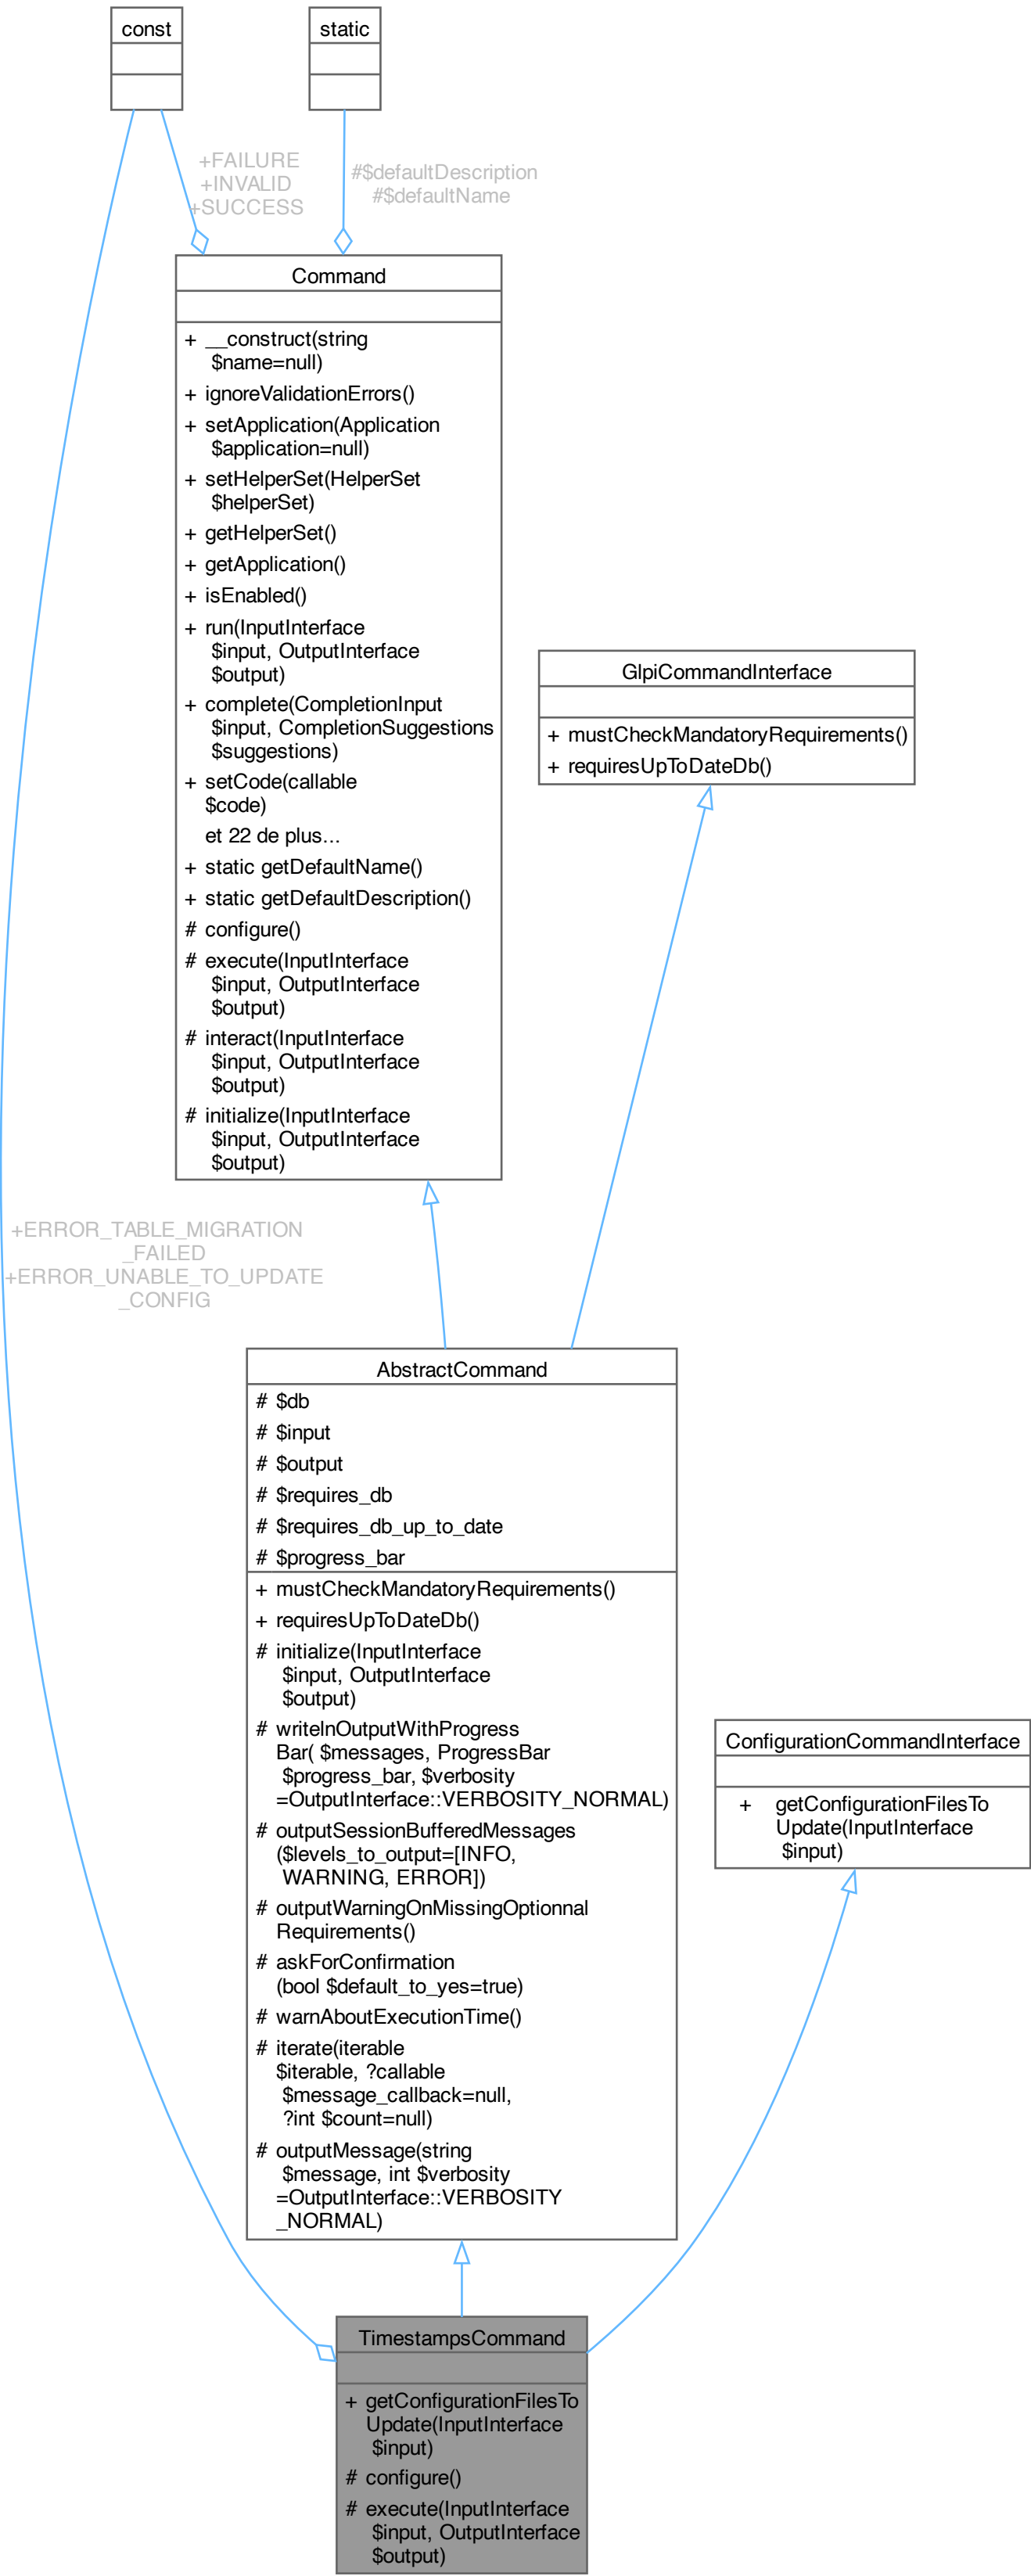 const
static
+FAILURE
+INVALID
+SUCCESS
#$defaultDescription
#$defaultName
Command
+ __construct(string
$name=null)
+ ignoreValidationErrors()
+ setApplication(Application
$application=null)
+ setHelperSet(HelperSet
$helperSet)
+ getHelperSet()
+ getApplication()
+ isEnabled()
+ run(InputInterface
$input, OutputInterface
$output)
+ complete(CompletionInput
$input, CompletionSuggestions
$suggestions)
+ setCode(callable
$code)
et 22 de plus...
+ static getDefaultName()
+ static getDefaultDescription()
# configure()
# execute(InputInterface
$input, OutputInterface
$output)
# interact(InputInterface
$input, OutputInterface
$output)
# initialize(InputInterface
$input, OutputInterface
$output)
GlpiCommandInterface
+ mustCheckMandatoryRequirements()
+ requiresUpToDateDb()
+ERROR_TABLE_MIGRATION
_FAILED
+ERROR_UNABLE_TO_UPDATE
_CONFIG
AbstractCommand
# $db
# $input
# $output
# $requires_db
# $requires_db_up_to_date
# $progress_bar
+ mustCheckMandatoryRequirements()
+ requiresUpToDateDb()
# initialize(InputInterface
$input, OutputInterface
$output)
# writelnOutputWithProgress
Bar( $messages, ProgressBar
$progress_bar, $verbosity
=OutputInterface::VERBOSITY_NORMAL)
# outputSessionBufferedMessages
($levels_to_output=[INFO,
WARNING, ERROR])
# outputWarningOnMissingOptionnal
Requirements()
# askForConfirmation
(bool $default_to_yes=true)
# warnAboutExecutionTime()
# iterate(iterable
$iterable, ?callable
$message_callback=null,
?int $count=null)
# outputMessage(string
$message, int $verbosity
=OutputInterface::VERBOSITY
_NORMAL)
ConfigurationCommandInterface
+ getConfigurationFilesTo
Update(InputInterface
$input)
TimestampsCommand
+ getConfigurationFilesTo
Update(InputInterface
$input)
# configure()
# execute(InputInterface
$input, OutputInterface
$output)